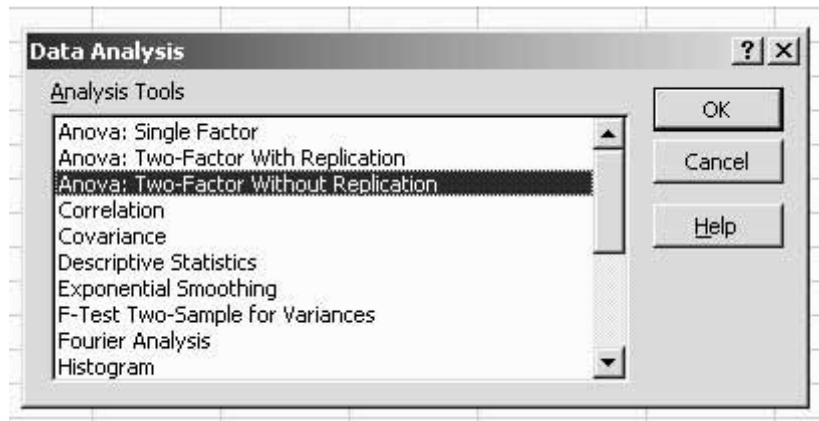 Data Analysis
?
Analysis Tools
Anova: Single Factor
Anova: Two-Factor With Replication
Anova: Two-Factor Without Replication
Correlation
Covariance
Descriptive Statistics
Exponential Smoothing
F-Test Two-Sample for Variances
Fourier Analysis
Histogram
OK
Cancel
Help